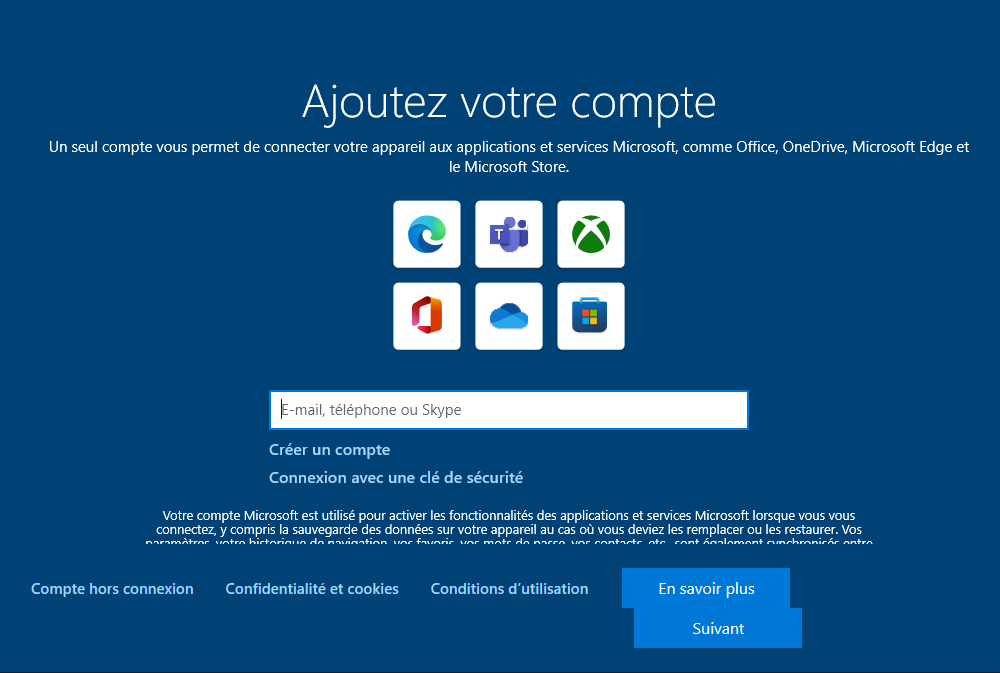 Ajoutez votre compte
Un seul compte vous permet de connecter votre appareil aux applications et services Microsoft, comme Office, OneDrive, Microsoft Edge et
le Microsoft Store.
T
E-mail, téléphone ou Skype
Créer un compte
Connexion avec une clé de sécurité
Votre compte Microsoft est utilisé pour activer les fonctionnalités des applications et services Microsoft lorsque vous vous
connectez, y compris la sauvegarde des données sur votre appareil au cas où vous deviez les remplacer ou les restaurer. Vos
paramètres, votre historique de navigation, vos favoris, vos mots de passe, vos contacts, etc., sont également synchronisés entre
Compte hors connexion
Confidentialité et cookies
Conditions d’utilisation
En savoir plus
Suivant